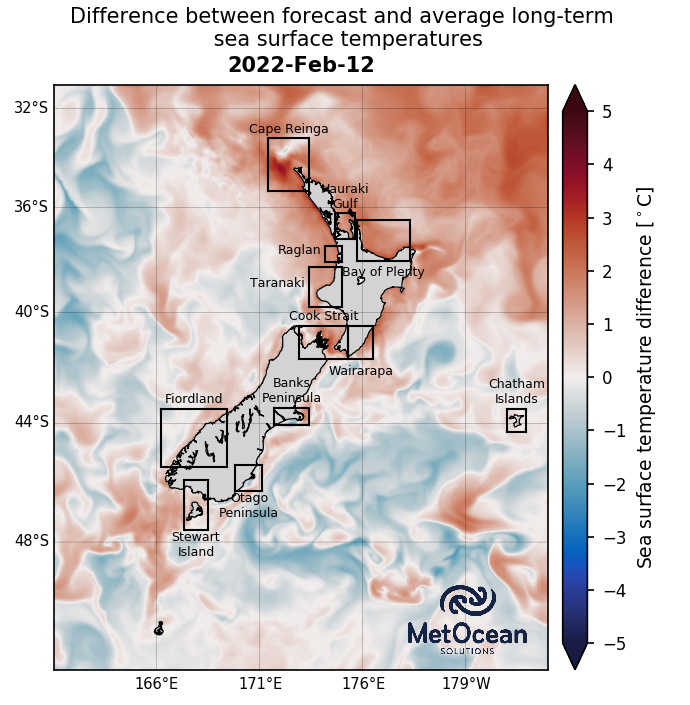 Difference between forecast and average long-term
sea surface temperatures
2022-Feb-12
32°S
36°S
40°S
44°S
48°S
166°E
171°E
176°E
179°W
Cape Reinga
Hauraki
Gulf
Raglan
Bay of Plenty
Taranaki
Cook Strait
Wairarapa
Banks
Peninsula
Fiordland
Chatham
Islands
Otago
Peninsula
Stewart
Island
MetOcean
SOLUTIONS
5
4
3
2
1
0
−1
−2
−3
−4
−5
Sea surface temperature difference [°C]